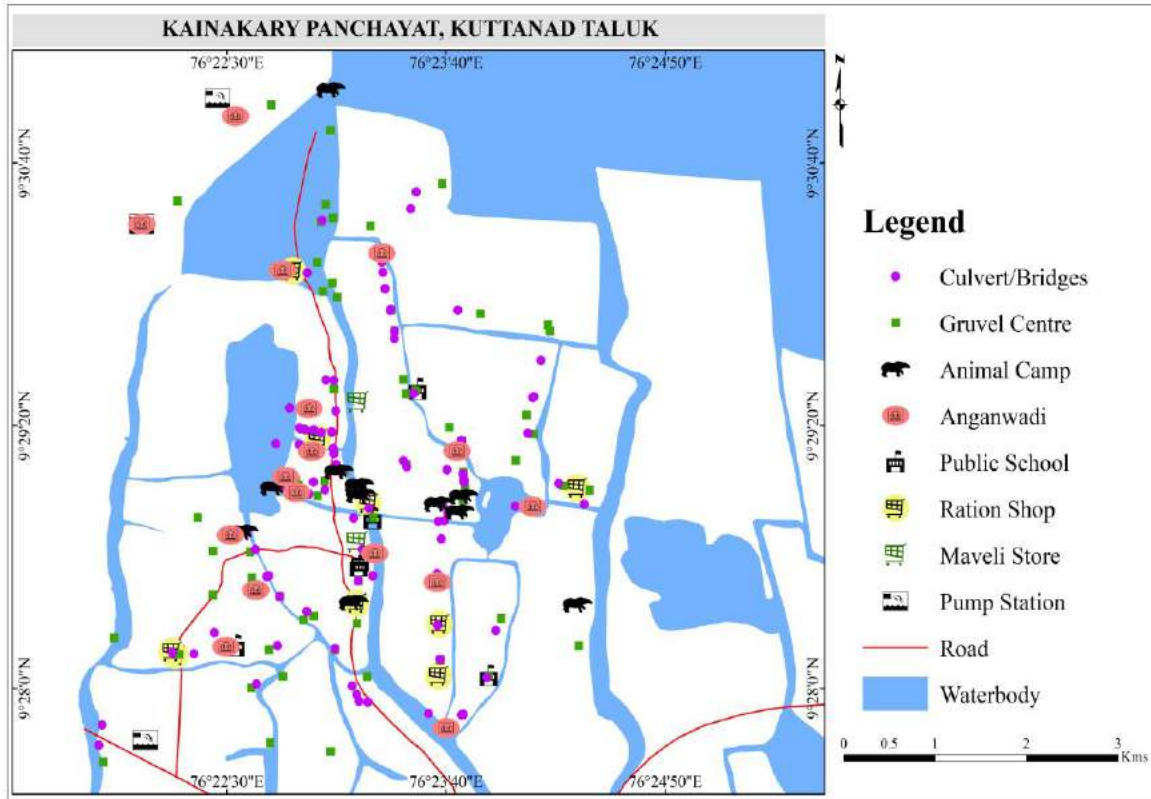 KAINAKARY PANCHAYAT, KUTTANAD TALUK
76°22'30"E 76°23'40"E 76°24'50"E
N
9°30'40"N 9°30'40"N
Legend
Culvert/Bridges
Gruvel Centre
Animal Camp
9°29'20"N 9°29'20"N
Anganwadi
Public School
Ration Shop
Maveli Store
Pump Station
Road
9°28'0"N 9°28'0"N
Waterbody
0 0.5 1 2 3
Kms
76°22'30"E 76°23'40"E 76°24'50"E